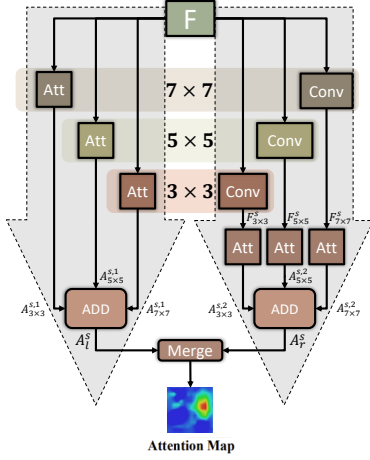 F
Att 7 × 7 Conv
Att 5 × 5 Conv
Att 3 × 3 Conv
F^s_{3×3} F^s_{5×5} F^s_{7×7}
Att Att Att
A^{s,1}_{5×5} A^{s,2}_{5×5}
A^{s,1}_{3×3} ADD A^{s,1}_{7×7} A^{s,2}_{3×3} ADD A^{s,2}_{7×7}
A^s_l A^s_r
Merge
Attention Map